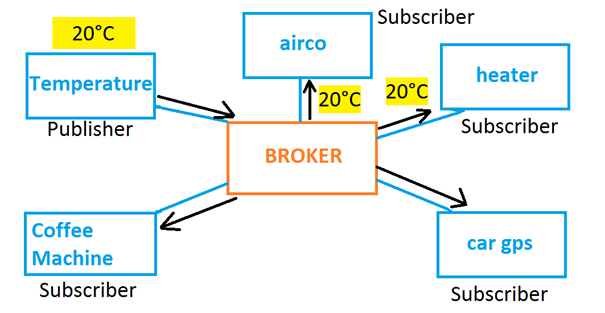 20°C
Temperature
Publisher
airco
Subscriber
20°C
20°C
heater
Subscriber
BROKER
Coffee
Machine
Subscriber
car gps
Subscriber